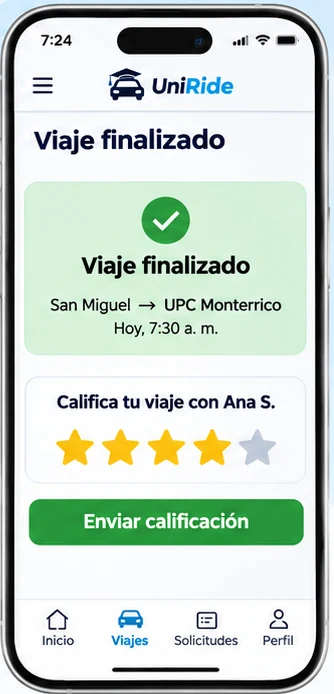 7:24
UniRide
Viaje finalizado
Viaje finalizado
San Miguel → UPC Monterrico
Hoy, 7:30 a. m.
Califica tu viaje con Ana S.
Enviar calificación
Inicio Viajes Solicitudes Perfil